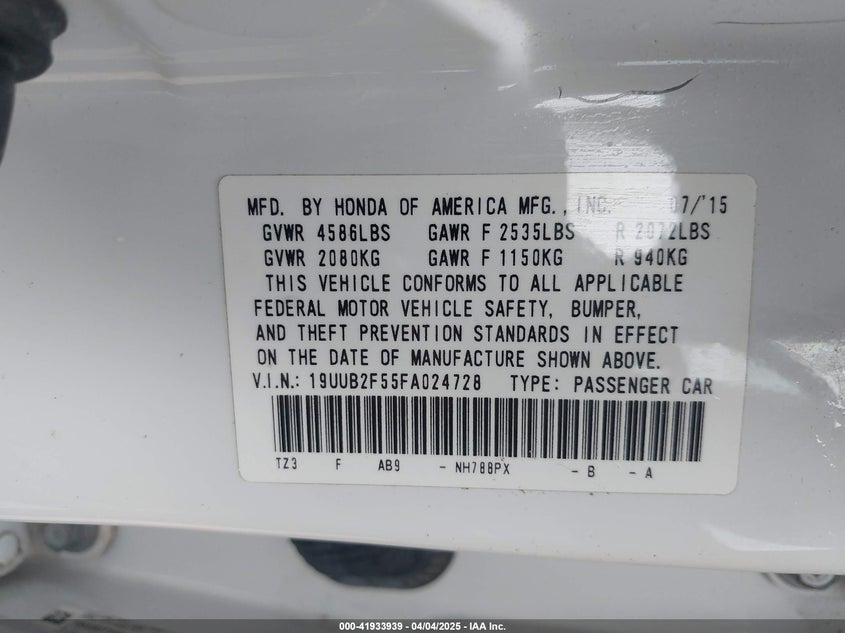 MFD. BY HONDA OF AMERICA MFG., INC. 07/'15
GVWR 4586LBS GAWR F 2535LBS R 2072LBS
GVWR 2080KG GAWR F 1150KG R 940KG
THIS VEHICLE CONFORMS TO ALL APPLICABLE
FEDERAL MOTOR VEHICLE SAFETY, BUMPER,
AND THEFT PREVENTION STANDARDS IN EFFECT
ON THE DATE OF MANUFACTURE SHOWN ABOVE.
V.I.N.: 19UUB2F55FA024728 TYPE: PASSENGER CAR
TZ3 F AB9 - NH788PX - B - A
000-41933939 - 04/04/2025 - IAA Inc.